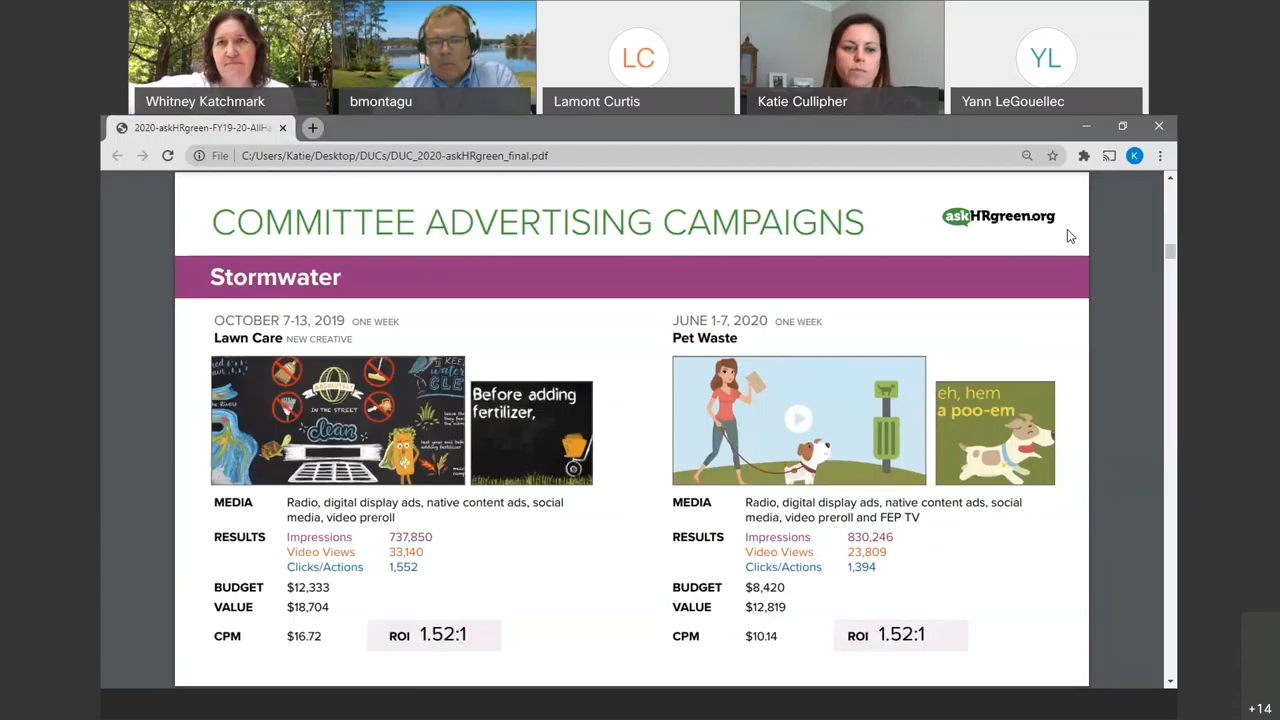 LC
YL
Whitney Katchmark
bmontagu
Lamont Curtis
Katie Cullipher
Yann LeGouellec
2020-askHRgreen-FY19-20-AllHa
File C:/Users/Katie/Desktop/DUCs/DUC_2020-askHRgreen_final.pdf
K
COMMITTEE ADVERTISING CAMPAIGNS
askHRgreen.org
Stormwater
OCTOBER 7-13, 2019 ONE WEEK
Lawn Care NEW CREATIVE
ABSOLUTELY
IN THE STREET
clean
Before adding
fertilizer,
MEDIA Radio, digital display ads, native content ads, social
media, video preroll
RESULTS Impressions 737,850
Video Views 33,140
Clicks/Actions 1,552
BUDGET $12,333
VALUE $18,704
CPM $16.72 ROI 1.52:1
JUNE 1-7, 2020 ONE WEEK
Pet Waste
eh, hem
a poo-em
MEDIA Radio, digital display ads, native content ads, social
media, video preroll and FEP TV
RESULTS Impressions 830,246
Video Views 23,809
Clicks/Actions 1,394
BUDGET $8,420
VALUE $12,819
CPM $10.14 ROI 1.52:1
+14